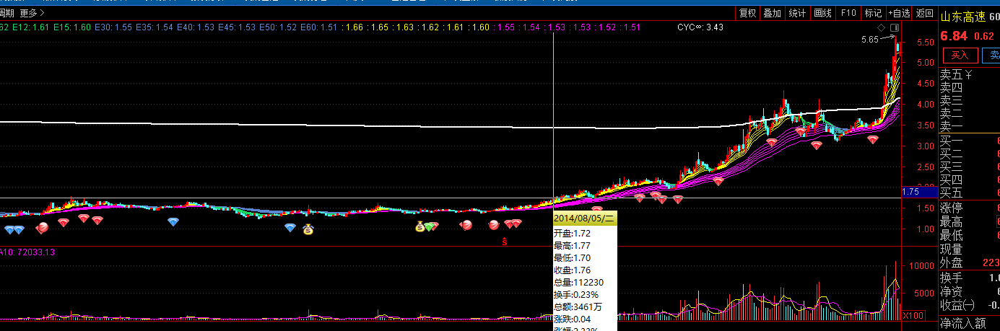 周期 更多
复权 叠加 统计 画线 F10 标记 +自选 返回
山东高速 60
62 E12: 1.61 E15: 1.60 E30: 1.55 E35: 1.54 E40: 1.53 E45: 1.53 E50: 1.52 E60: 1.51 : 1.66 : 1.65 : 1.63 : 1.62 : 1.61 : 1.60 : 1.55 : 1.54 : 1.53 : 1.53 : 1.52 : 1.51 CYC∞: 3.43
6.84 0.62
买入 卖
5.65
5.50
5.00
4.50
4.00
3.50
3.00
2.50
1.75
1.50
1.00
卖五 ¥
卖四
卖三
卖二
卖一
买一 6
买二
买三
买四
买五
涨停
最高
最低
现量
外盘 223
换手 1.
净资 6
收益(一) -0.
净流入额
2014/08/05/二
开盘:1.72
最高:1.77
最低:1.70
收盘:1.76
总量:112230
换手:0.23%
总额:3461万
涨跌:0.04
A10: 72033.13
10000
5000
X100
S